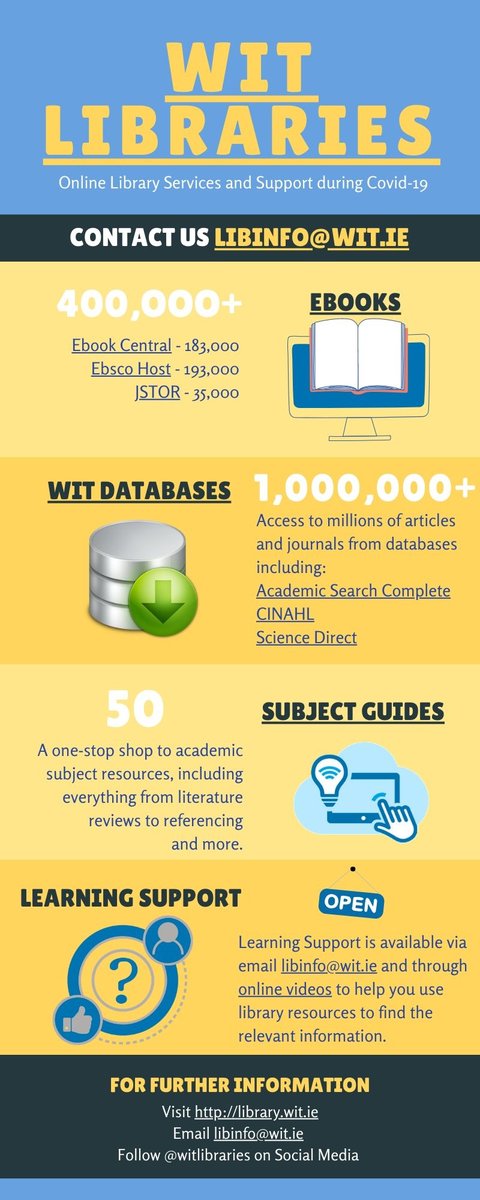 WIT
LIBRARIES
Online Library Services and Support during Covid-19
CONTACT US LIBINFO@WIT.IE
400,000+
EBOOKS
Ebook Central - 183,000
Ebsco Host - 193,000
JSTOR - 35,000
WIT DATABASES
1,000,000+
Access to millions of articles
and journals from databases
including:
Academic Search Complete
CINAHL
Science Direct
50
SUBJECT GUIDES
A one-stop shop to academic
subject resources, including
everything from literature
reviews to referencing
and more.
LEARNING SUPPORT
OPEN
?
Learning Support is available via
email libinfo@wit.ie and through
online videos to help you use
library resources to find the
relevant information.
FOR FURTHER INFORMATION
Visit http://library.wit.ie
Email libinfo@wit.ie
Follow @witlibraries on Social Media